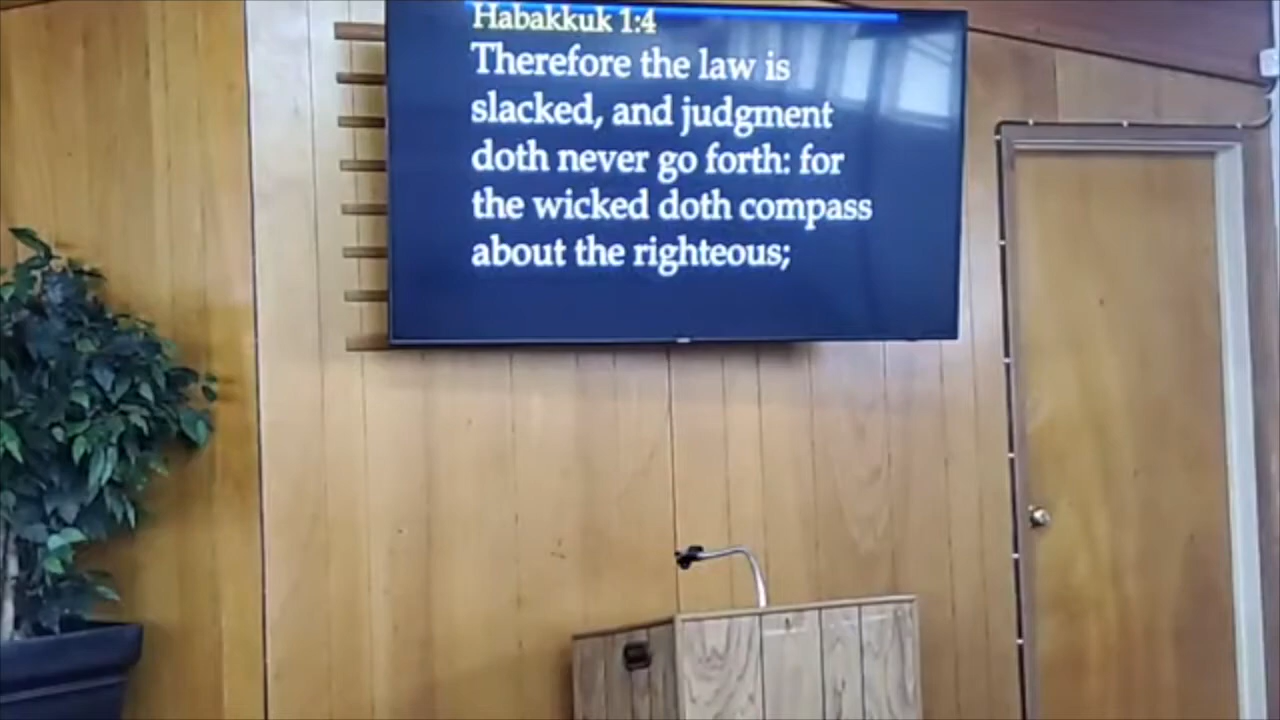 Habakkuk 1:4
Therefore the law is
slacked, and judgment
doth never go forth: for
the wicked doth compass
about the righteous;